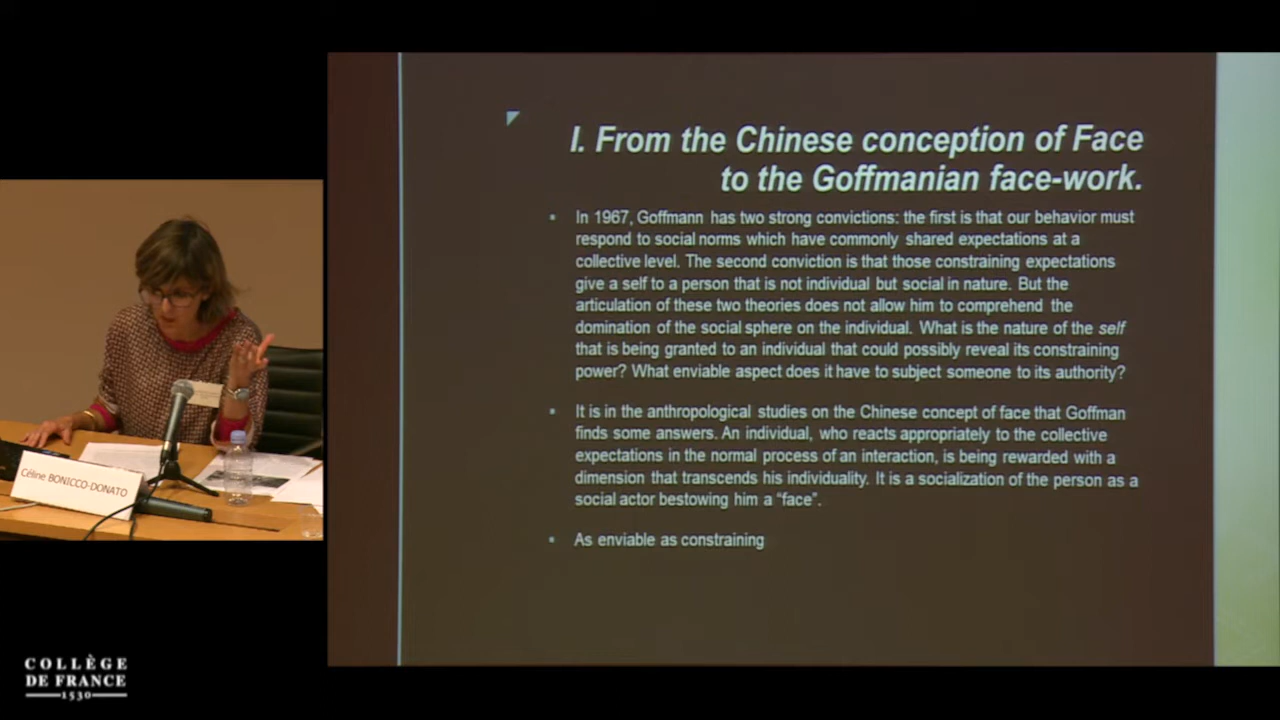 I. From the Chinese conception of Face
to the Goffmanian face-work.
In 1967, Goffmann has two strong convictions: the first is that our behavior must
respond to social norms which have commonly shared expectations at a
collective level. The second conviction is that those constraining expectations
give a self to a person that is not individual but social in nature. But the
articulation of these two theories does not allow him to comprehend the
domination of the social sphere on the individual. What is the nature of the self
that is being granted to an individual that could possibly reveal its constraining
power? What enviable aspect does it have to subject someone to its authority?
It is in the anthropological studies on the Chinese concept of face that Goffman
finds some answers. An individual, who reacts appropriately to the collective
expectations in the normal process of an interaction, is being rewarded with a
dimension that transcends his individuality. It is a socialization of the person as a
social actor bestowing him a “face”.
As enviable as constraining
Céline BONICCO-DONATO
COLLÈGE
DE FRANCE
1530